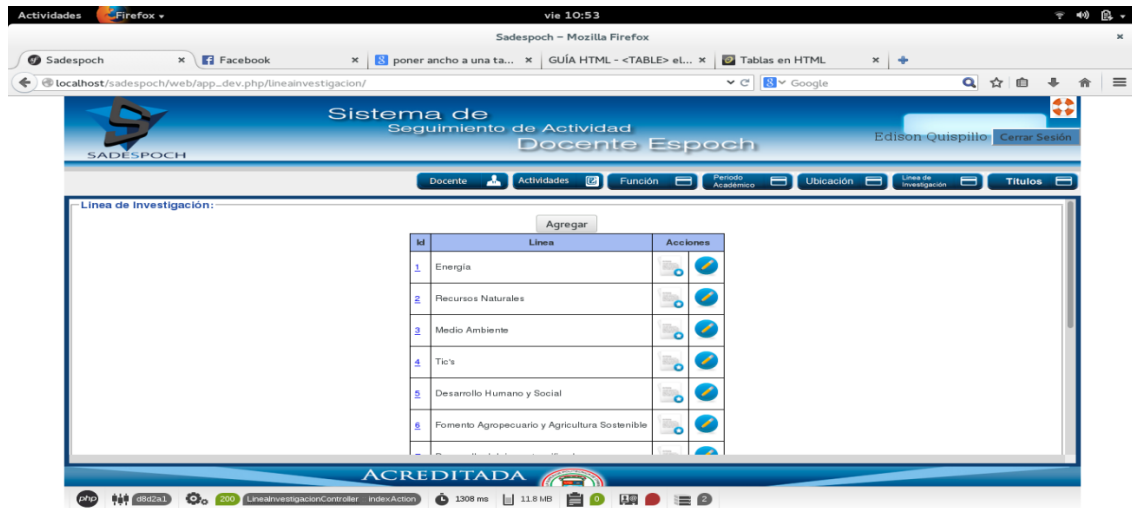 Actividades Firefox vie 10:53
Sadespoch - Mozilla Firefox
Sadespoch Facebook poner ancho a una ta... GUÍA HTML - <TABLE> el... Tablas en HTML
localhost/sadespoch/web/app_dev.php/lineainvestigacion/ Google
Sistema de
Seguimiento de Actividad
Docente Espoch
SADESPOCH
Edison Quispillo Cerrar Sesión
Docente Actividades Función Periodo Académico Ubicación Linea de Investigación Títulos
Linea de Investigación:
Agregar
Id Linea Acciones
1 Energía
2 Recursos Naturales
3 Medio Ambiente
4 Tic's
5 Desarrollo Humano y Social
6 Fomento Agropecuario y Agricultura Sostenible
ACREDITADA
php d8d2a1 200 LineaInvestigacionController indexAction 1308 ms 11.8 MB 0 2